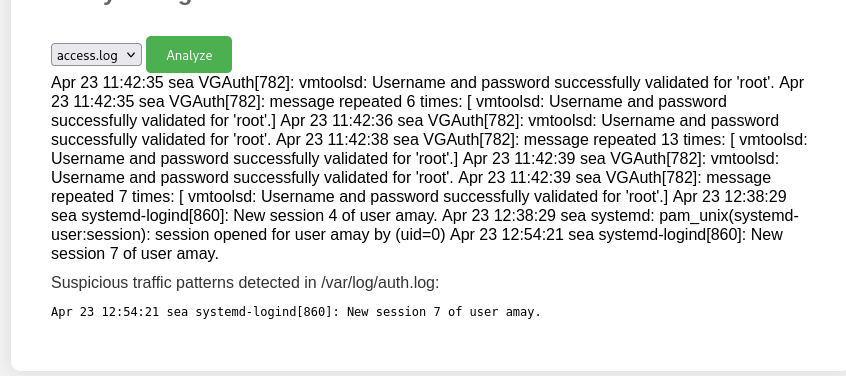 access.log
Analyze
Apr 23 11:42:35 sea VGAuth[782]: vmtoolsd: Username and password successfully validated for 'root'. Apr
23 11:42:35 sea VGAuth[782]: message repeated 6 times: [ vmtoolsd: Username and password
successfully validated for 'root'.] Apr 23 11:42:36 sea VGAuth[782]: vmtoolsd: Username and password
successfully validated for 'root'. Apr 23 11:42:38 sea VGAuth[782]: message repeated 13 times: [ vmtoolsd:
Username and password successfully validated for 'root'.] Apr 23 11:42:39 sea VGAuth[782]: vmtoolsd:
Username and password successfully validated for 'root'. Apr 23 11:42:39 sea VGAuth[782]: message
repeated 7 times: [ vmtoolsd: Username and password successfully validated for 'root'.] Apr 23 12:38:29
sea systemd-logind[860]: New session 4 of user amay. Apr 23 12:38:29 sea systemd: pam_unix(systemd-
user:session): session opened for user amay by (uid=0) Apr 23 12:54:21 sea systemd-logind[860]: New
session 7 of user amay.
Suspicious traffic patterns detected in /var/log/auth.log:
Apr 23 12:54:21 sea systemd-logind[860]: New session 7 of user amay.